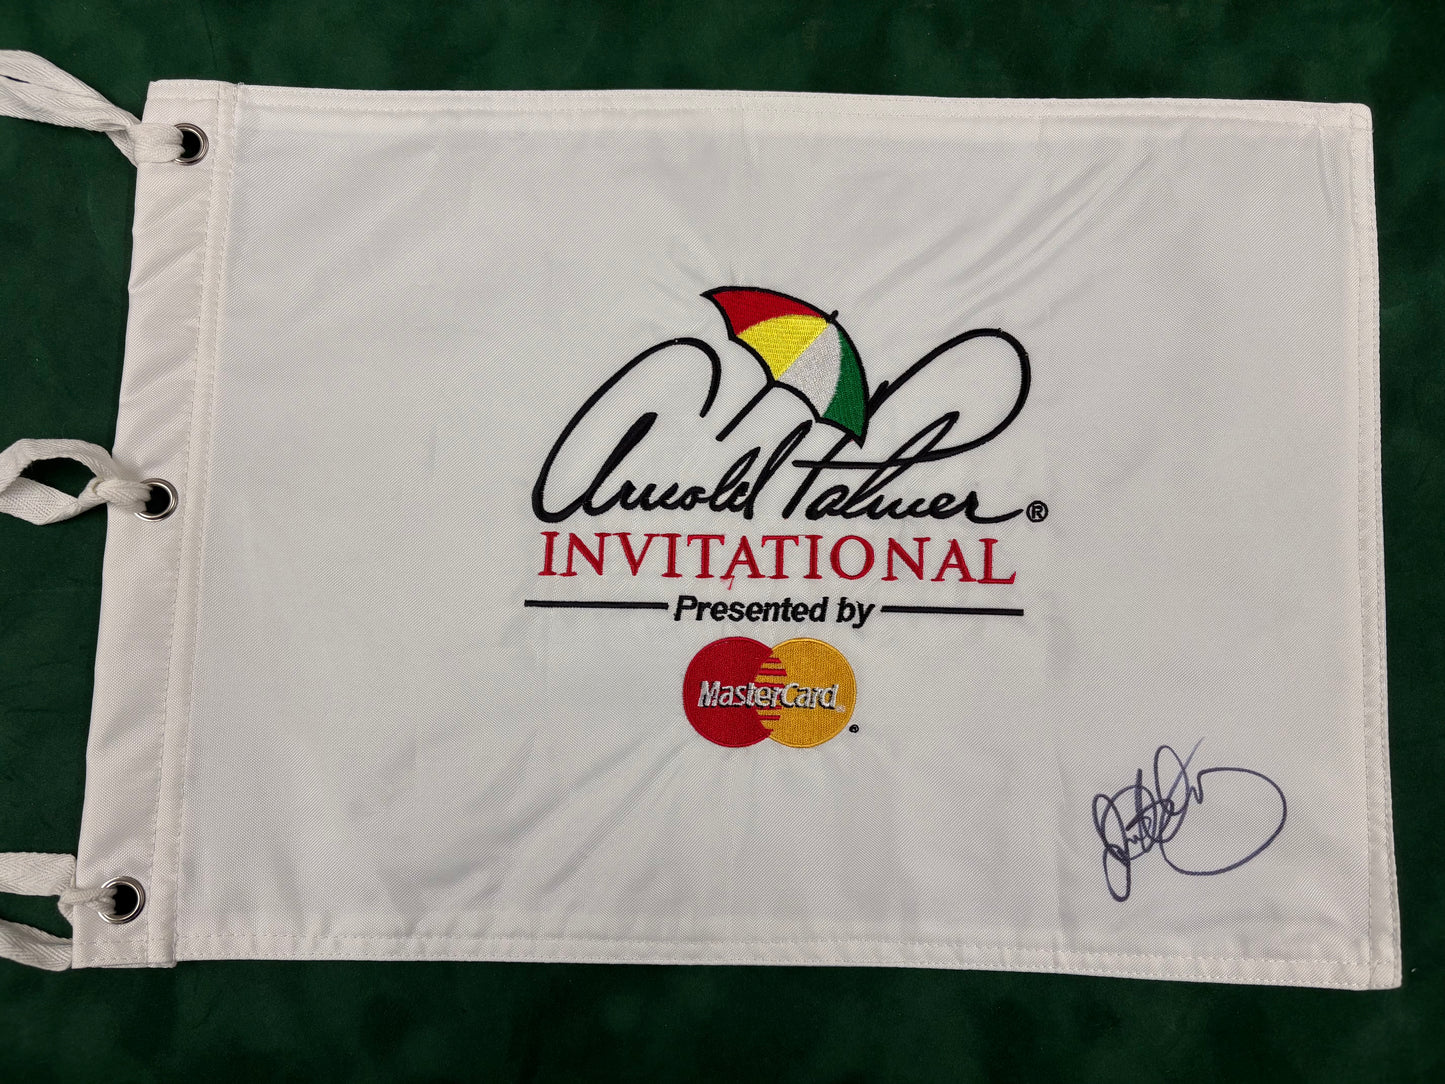 Arnold Palmer®
INVITATIONAL
Presented by
MasterCard®